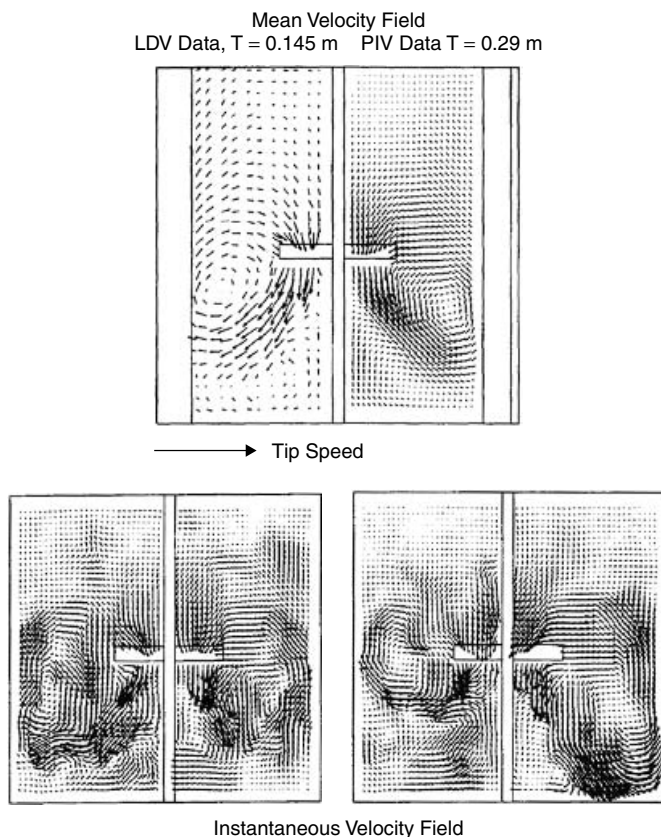 Mean Velocity Field
LDV Data, T = 0.145 m PIV Data T = 0.29 m
Tip Speed
Instantaneous Velocity Field